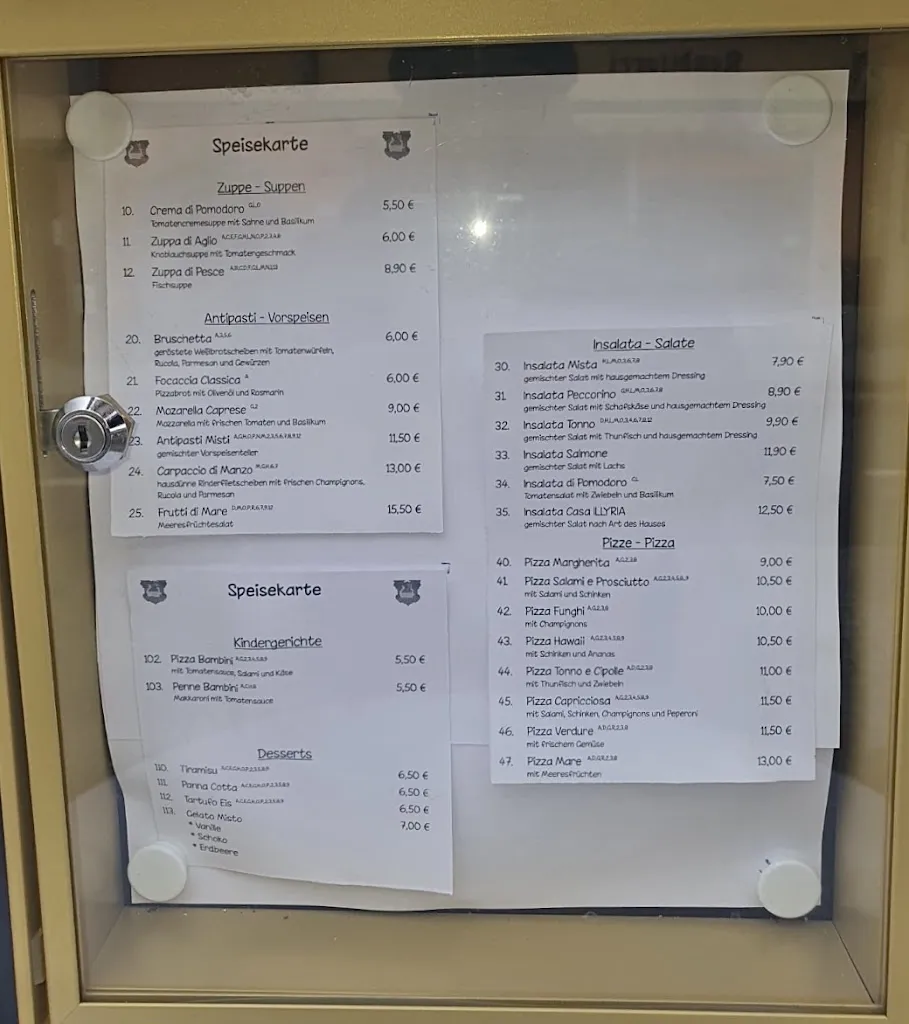 Speisekarte
Zuppe - Suppen
10. Crema di Pomodoro G,L,O 5,50 €
Tomatencremesuppe mit Sahne und Basilikum
11. Zuppa di Aglio 6,00 €
Knoblauchsuppe mit Tomatengeschmack
12. Zuppa di Pesce 8,90 €
Fischsuppe
Antipasti - Vorspeisen
20. Bruschetta 6,00 €
geröstete Weißbrotscheiben mit Tomatenwürfeln,
Rucola, Parmesan und Gewürzen
21. Focaccia Classica A 6,00 €
Pizzabrot mit Olivenöl und Rosmarin
22. Mozarella Caprese 9,00 €
Mozzarella mit frischen Tomaten und Basilikum
23. Antipasti Misti 11,50 €
gemischter Vorspeisenteller
24. Carpaccio di Manzo 13,00 €
hausdünne Rinderfiletscheiben mit frischen Champignons,
Rucola und Parmesan
25. Frutti di Mare 15,50 €
Meeresfrüchtesalat
Speisekarte
Kindergerichte
102. Pizza Bambini 5,50 €
mit Tomatensauce, Salami und Käse
103. Penne Bambini 5,50 €
Makkaroni mit Tomatensauce
Desserts
110. Tiramisu 6,50 €
111. Panna Cotta 6,50 €
112. Tartufo Eis 6,50 €
113. Gelato Misto 7,00 €
* Vanille
* Schoko
* Erdbeere
Insalata - Salate
30. Insalata Mista 7,90 €
gemischter Salat mit hausgemachtem Dressing
31. Insalata Peccorino 8,90 €
gemischter Salat mit Schafskäse und hausgemachtem Dressing
32. Insalata Tonno 9,90 €
gemischter Salat mit Thunfisch und hausgemachtem Dressing
33. Insalata Salmone 11,90 €
gemischter Salat mit Lachs
34. Insalata di Pomodoro 7,50 €
Tomatensalat mit Zwiebeln und Basilikum
35. Insalata Casa ILLYRIA 12,50 €
gemischter Salat nach Art des Hauses
Pizze - Pizza
40. Pizza Margherita 9,00 €
41. Pizza Salami e Prosciutto 10,50 €
mit Salami und Schinken
42. Pizza Funghi 10,00 €
mit Champignons
43. Pizza Hawaii 10,50 €
mit Schinken und Ananas
44. Pizza Tonno e Cipolle 11,00 €
mit Thunfisch und Zwiebeln
45. Pizza Capricciosa 11,50 €
mit Salami, Schinken, Champignons und Peperoni
46. Pizza Verdure 11,50 €
mit frischem Gemüse
47. Pizza Mare 13,00 €
mit Meeresfrüchten